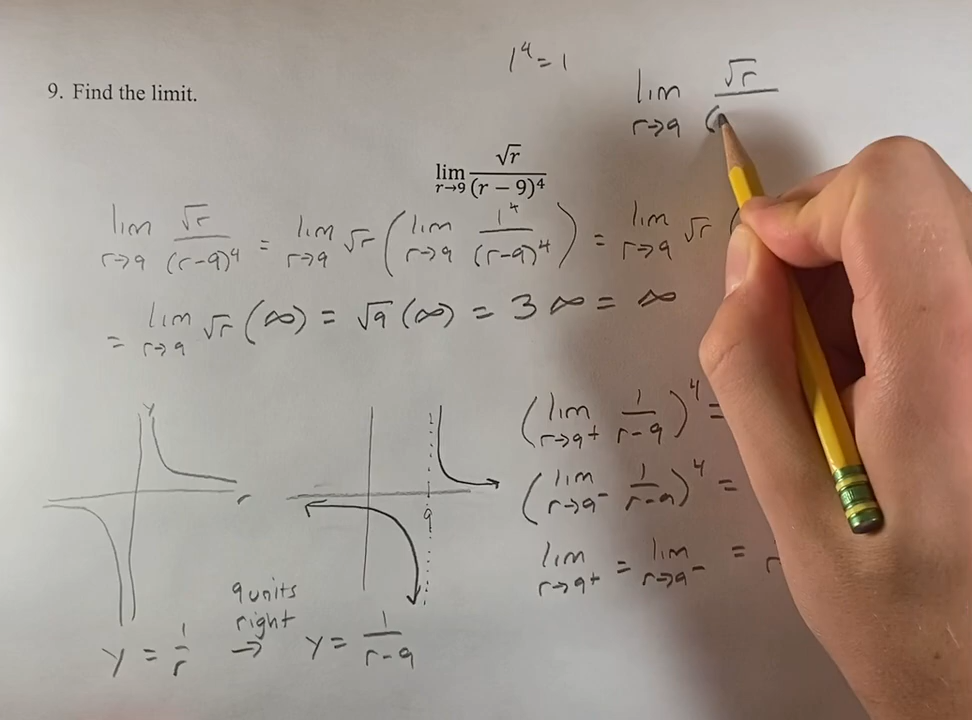 1⁴ = 1
lim r→9 √r / (
9. Find the limit.
lim r→9 √r / (r − 9)⁴
lim r→9 √r / (r-9)⁴ = lim r→9 √r ( lim r→9 1⁴ / (r-9)⁴ ) = lim r→9 √r (
= lim r→9 √r (∞) = √9 (∞) = 3 ∞ = ∞
( lim r→9⁺ 1 / r-9 )⁴ =
( lim r→9⁻ 1 / r-9 )⁴ =
lim r→9⁺ = lim r→9⁻ =
y
r
9
y = 1 / r
9 units
right
→
y = 1 / r-9